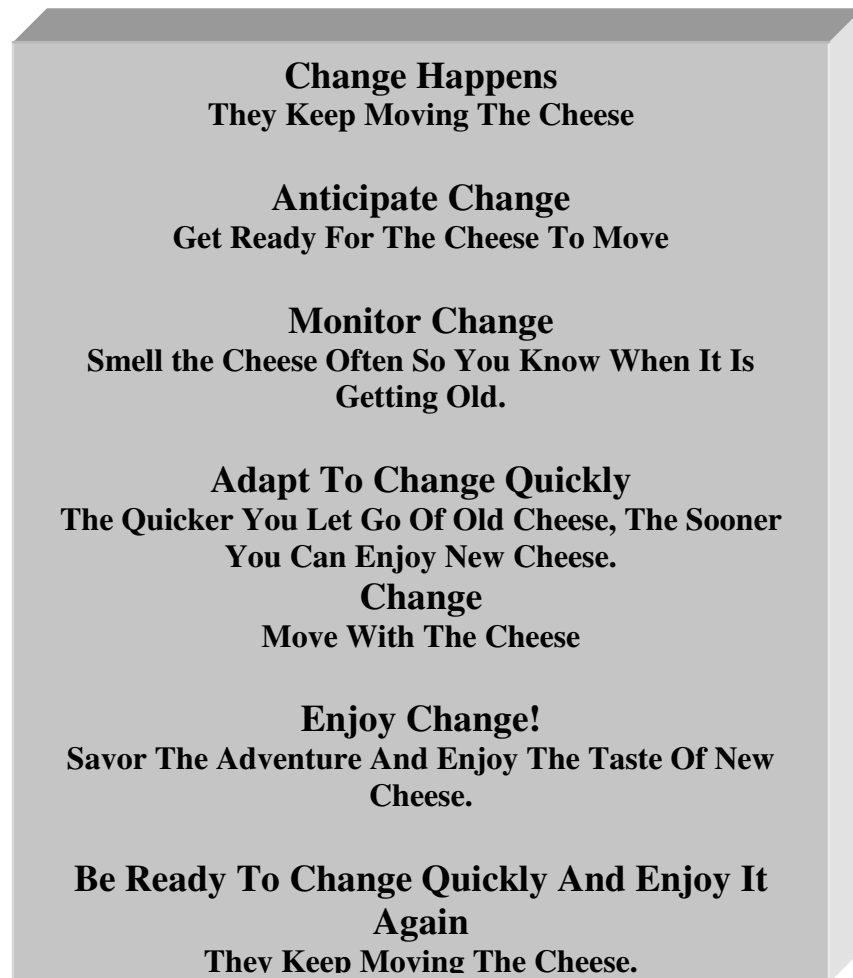 Change Happens
They Keep Moving The Cheese
Anticipate Change
Get Ready For The Cheese To Move
Monitor Change
Smell the Cheese Often So You Know When It Is
Getting Old.
Adapt To Change Quickly
The Quicker You Let Go Of Old Cheese, The Sooner
You Can Enjoy New Cheese.
Change
Move With The Cheese
Enjoy Change!
Savor The Adventure And Enjoy The Taste Of New
Cheese.
Be Ready To Change Quickly And Enjoy It
Again
They Keep Moving The Cheese.